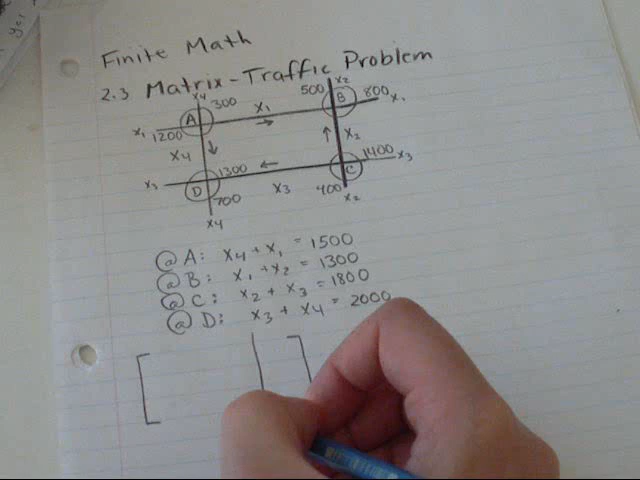 Finite Math
2.3 Matrix-Traffic Problem
x4 300 x1 500 x2
A B 800 x1
x1 1200
x4 x2
x3 1300 1400 x3
D C
700 x3 400
x4 x2
@ A: x4 + x1 = 1500
@ B: x1 + x2 = 1300
@ C: x2 + x3 = 1800
@ D: x3 + x4 = 2000